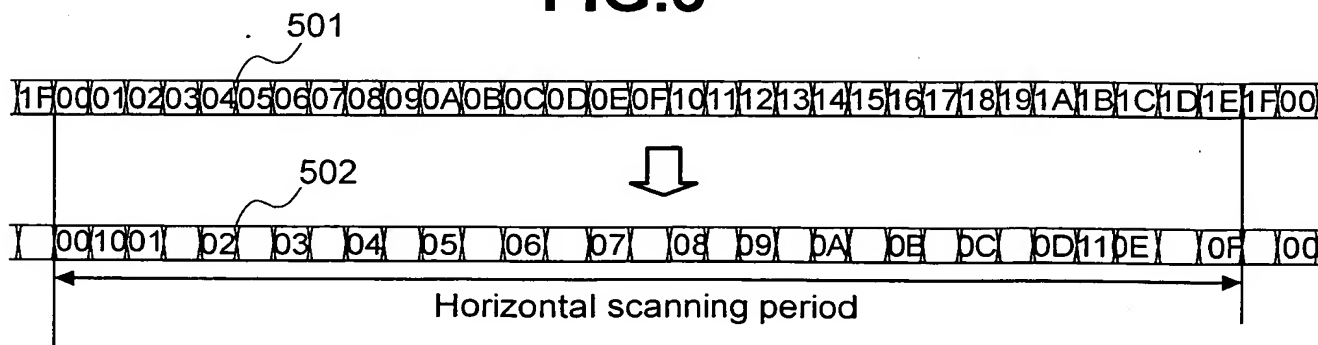 501
1F 00 01 02 03 04 05 06 07 08 09 0A 0B 0C 0D 0E 0F 10 11 12 13 14 15 16 17 18 19 1A 1B 1C 1D 1E 1F 00
502
00 10 01 02 03 04 05 06 07 08 09 0A 0B 0C 0D 11 0E 0F 00
Horizontal scanning period